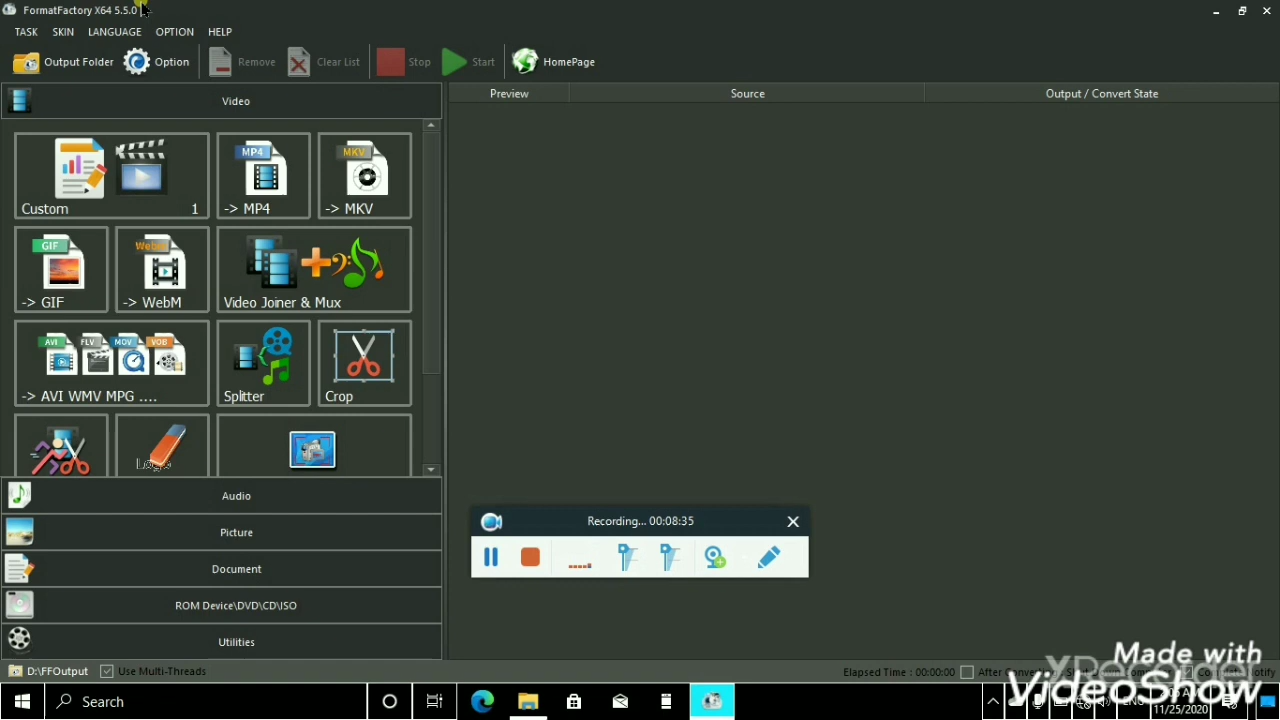 FormatFactory X64 5.5.0
TASK SKIN LANGUAGE OPTION HELP
Output Folder Option Remove Clear List Stop Start HomePage
Video
Preview Source Output / Convert State
MP4 MKV
Custom 1 -> MP4 -> MKV
GIF WebM
-> GIF -> WebM Video Joiner & Mux
AVI FLV MOV VOB
-> AVI WMV MPG .... Splitter Crop
Logo
Audio
Recording... 00:08:35
Picture
Document
ROM Device\DVD\CD\ISO
Utilities
D:\FFOutput Use Multi-Threads Elapsed Time : 00:00:00
Made with
VideoShow
Search
11/25/2020